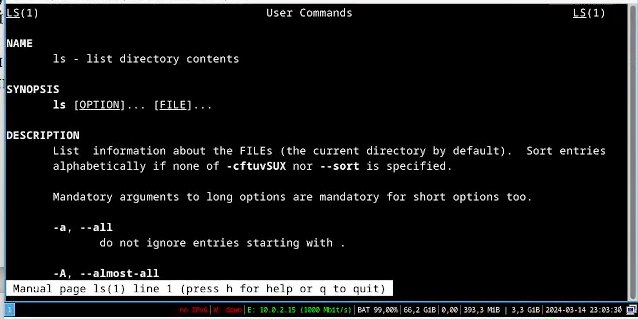 LS(1) User Commands LS(1)
NAME
ls - list directory contents
SYNOPSIS
ls [OPTION]... [FILE]...
DESCRIPTION
List information about the FILEs (the current directory by default). Sort entries
alphabetically if none of -cftuvSUX nor --sort is specified.
Mandatory arguments to long options are mandatory for short options too.
-a, --all
do not ignore entries starting with .
-A, --almost-all
Manual page ls(1) line 1 (press h for help or q to quit)
1 no IPv6 W: down E: 10.0.2.15 (1000 Mbit/s) BAT 99,00% 66,2 GiB 0,00 393,3 MiB | 3,3 GiB 2024-03-14 23:03:30